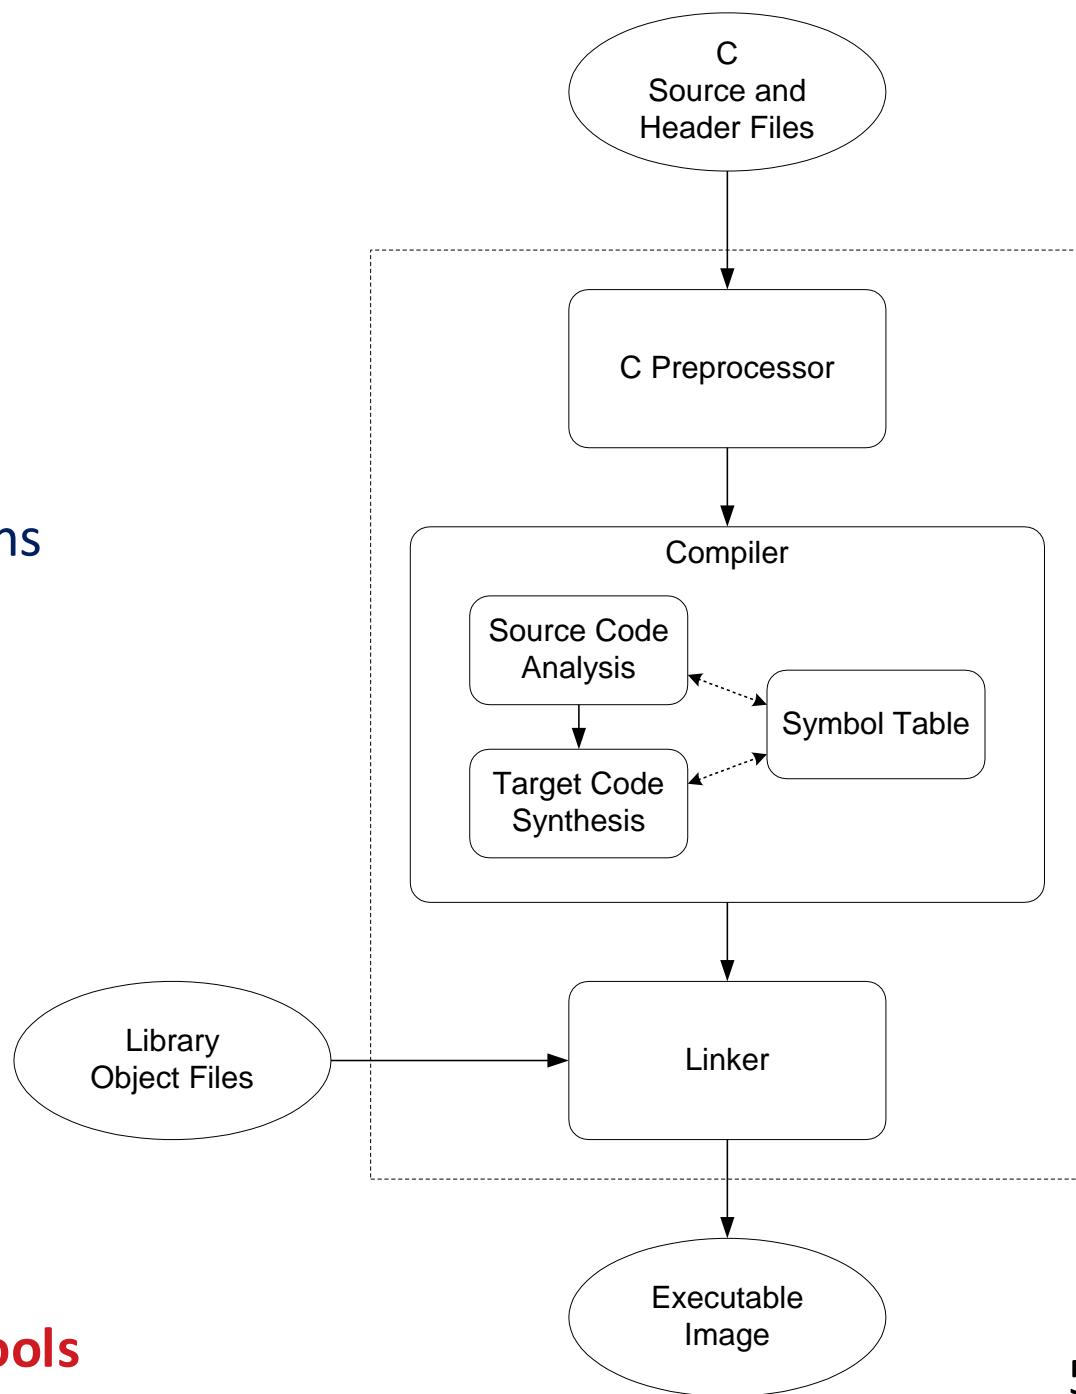 C
Source and
Header Files
C Preprocessor
ns
Compiler
Source Code
Analysis
Symbol Table
Target Code
Synthesis
Library
Object Files
Linker
Executable
Image
ools
5